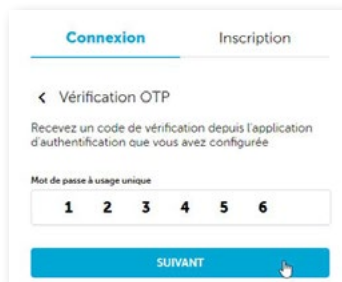 Connexion Inscription
Vérification OTP
Recevez un code de vérification depuis l'application
d'authentification que vous avez configurée
Mot de passe à usage unique
1 2 3 4 5 6
SUIVANT